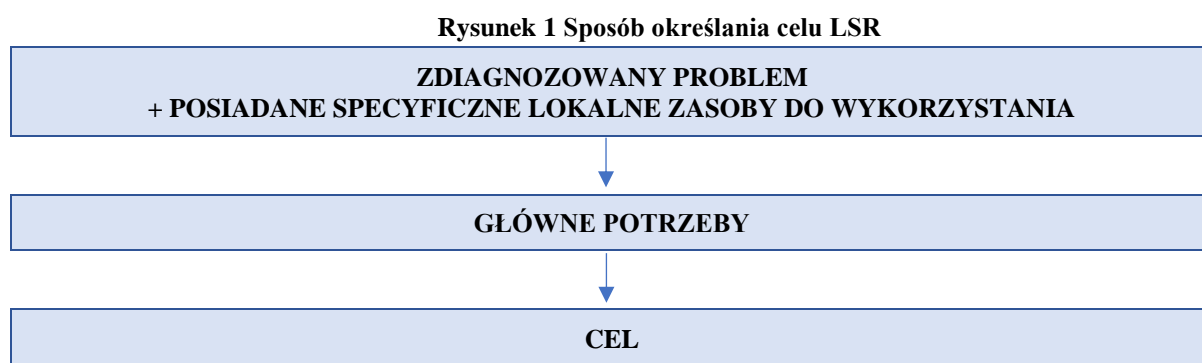 Rysunek 1 Sposób określania celu LSR
ZDIAGNOZOWANY PROBLEM
+ POSIADANE SPECYFICZNE LOKALNE ZASOBY DO WYKORZYSTANIA
GŁÓWNE POTRZEBY
CEL